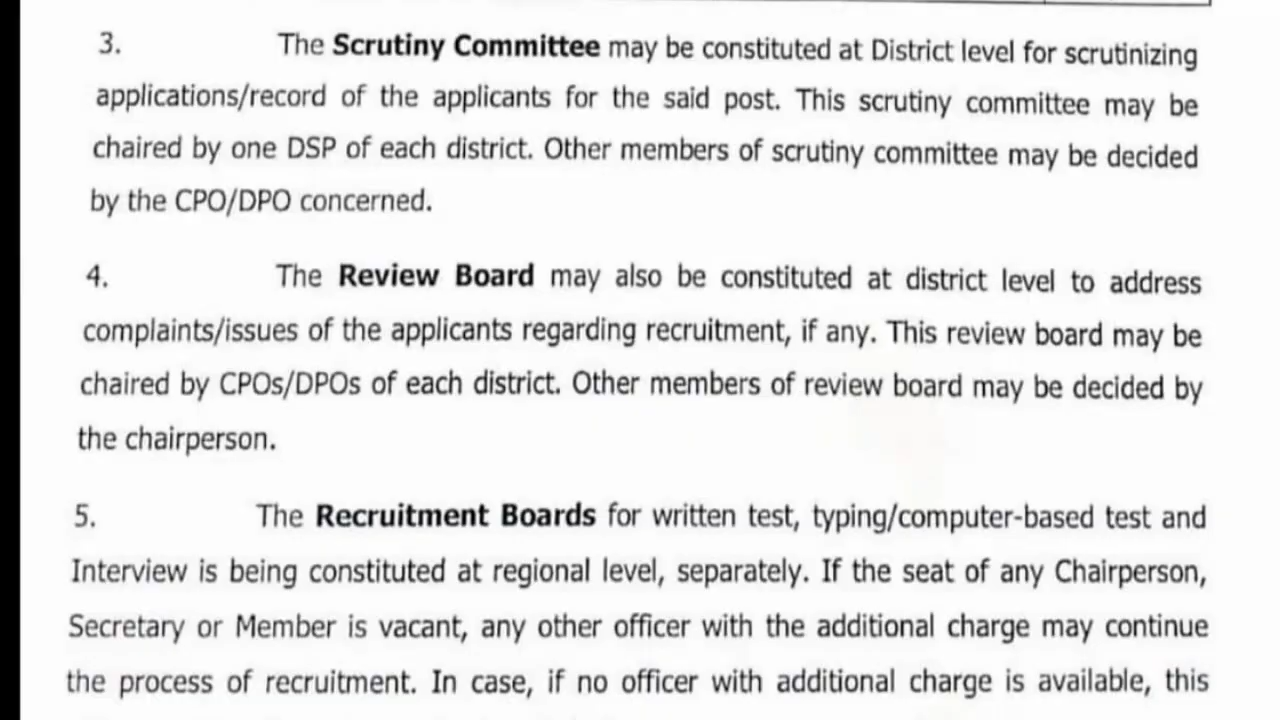 3. The Scrutiny Committee may be constituted at District level for scrutinizing
applications/record of the applicants for the said post. This scrutiny committee may be
chaired by one DSP of each district. Other members of scrutiny committee may be decided
by the CPO/DPO concerned.
4. The Review Board may also be constituted at district level to address
complaints/issues of the applicants regarding recruitment, if any. This review board may be
chaired by CPOs/DPOs of each district. Other members of review board may be decided by
the chairperson.
5. The Recruitment Boards for written test, typing/computer-based test and
Interview is being constituted at regional level, separately. If the seat of any Chairperson,
Secretary or Member is vacant, any other officer with the additional charge may continue
the process of recruitment. In case, if no officer with additional charge is available, this